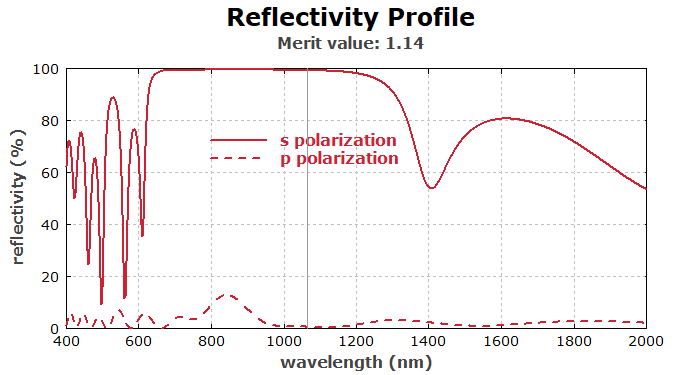 Reflectivity Profile
Merit value: 1.14
100
80
60
40
20
0
reflectivity (%)
s polarization
p polarization
400 600 800 1000 1200 1400 1600 1800 2000
wavelength (nm)